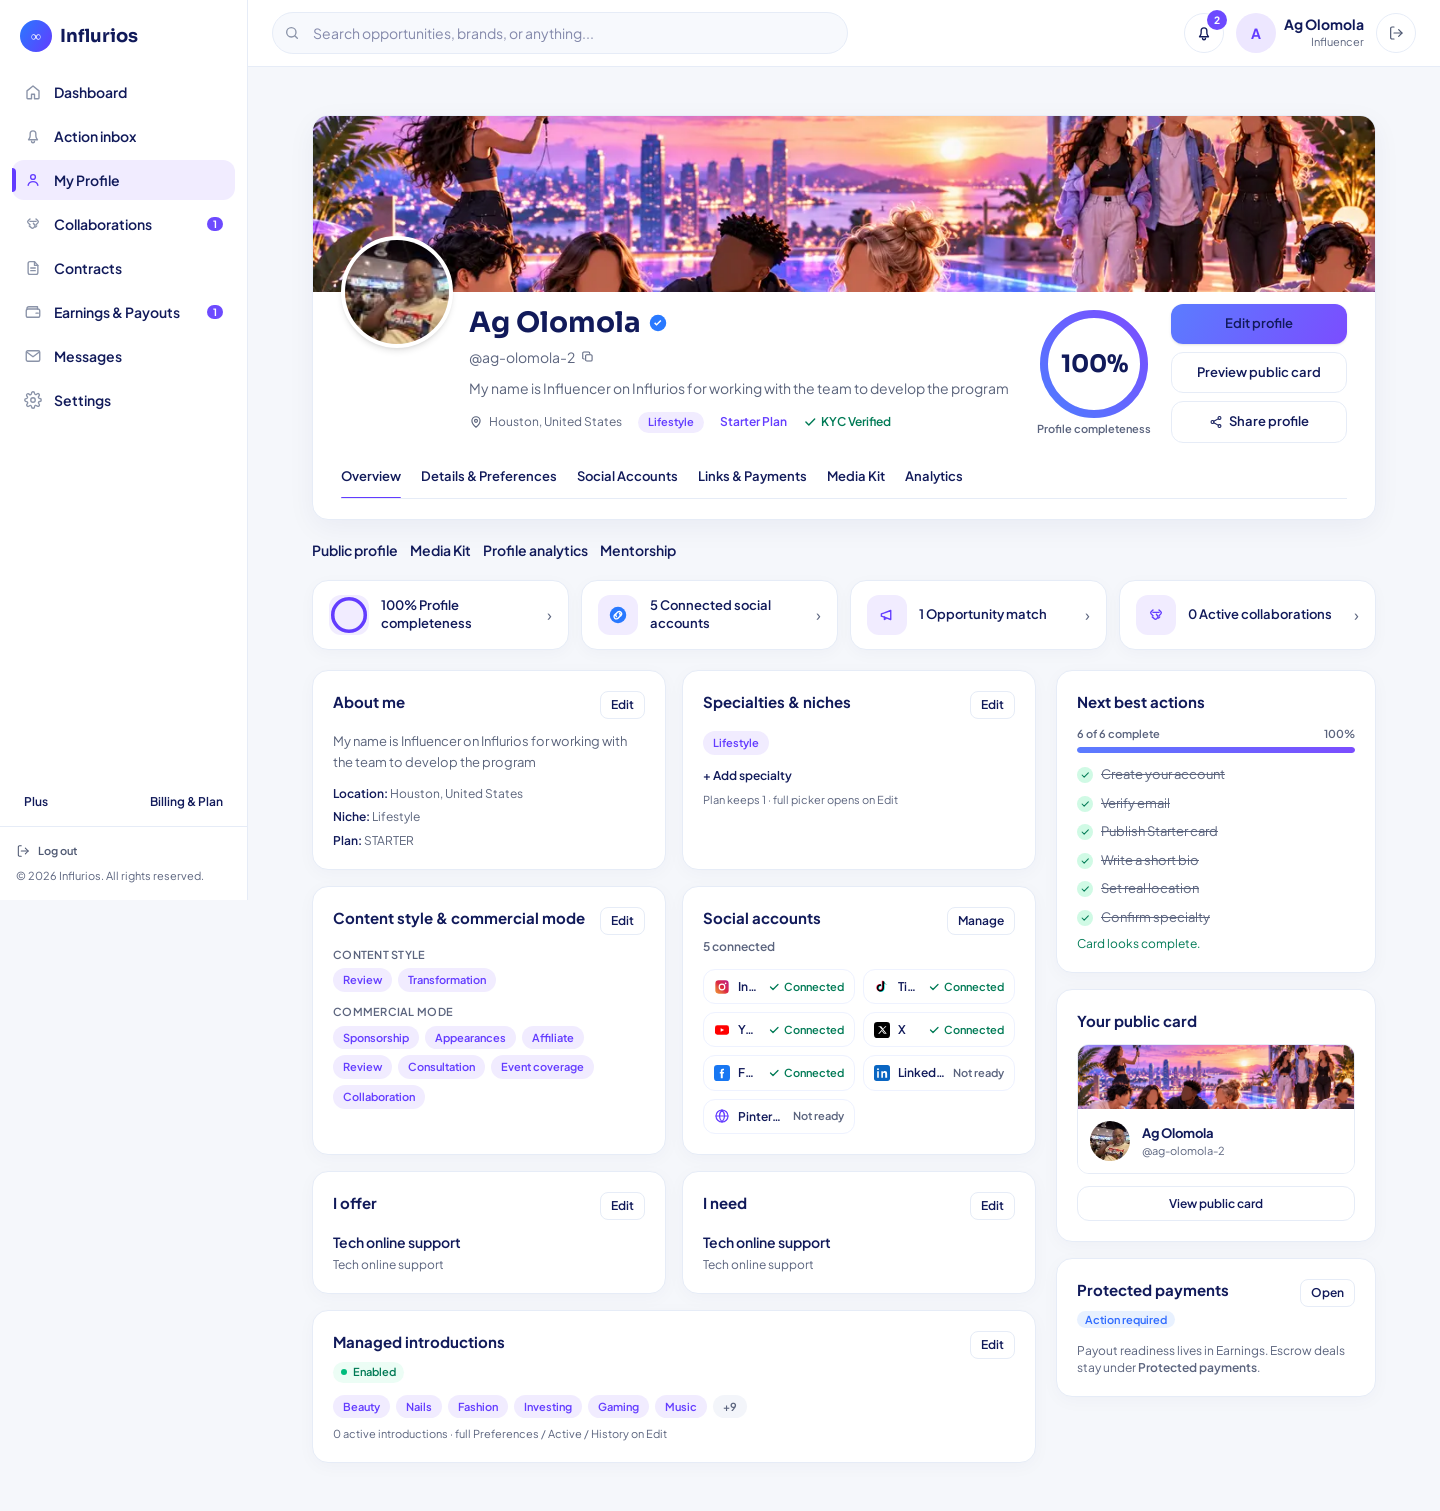 Influrios
Search opportunities, brands, or anything...
2
A
Ag Olomola
Influencer
Dashboard
Action inbox
My Profile
Collaborations 1
Contracts
Earnings & Payouts 1
Messages
Settings
Plus Billing & Plan
Log out
© 2026 Influrios. All rights reserved.
Ag Olomola
@ag-olomola-2
My name is Influencer on Influrios for working with the team to develop the program
Houston, United States Lifestyle Starter Plan KYC Verified
100%
Profile completeness
Edit profile
Preview public card
Share profile
Overview Details & Preferences Social Accounts Links & Payments Media Kit Analytics
Public profile Media Kit Profile analytics Mentorship
100% Profile
completeness
5 Connected social
accounts
1 Opportunity match
0 Active collaborations
About me Edit
My name is Influencer on Influrios for working with
the team to develop the program
Location: Houston, United States
Niche: Lifestyle
Plan: STARTER
Specialties & niches Edit
Lifestyle
+ Add specialty
Plan keeps 1 · full picker opens on Edit
Next best actions
6 of 6 complete 100%
Create your account
Verify email
Publish Starter card
Write a short bio
Set real location
Confirm specialty
Card looks complete.
Content style & commercial mode Edit
CONTENT STYLE
Review Transformation
COMMERCIAL MODE
Sponsorship Appearances Affiliate
Review Consultation Event coverage
Collaboration
Social accounts Manage
5 connected
In... Connected
Ti... Connected
Y... Connected
X Connected
F... Connected
Linked... Not ready
Pinter... Not ready
Your public card
Ag Olomola
@ag-olomola-2
View public card
I offer Edit
Tech online support
Tech online support
I need Edit
Tech online support
Tech online support
Protected payments Open
Action required
Payout readiness lives in Earnings. Escrow deals
stay under Protected payments.
Managed introductions Edit
Enabled
Beauty Nails Fashion Investing Gaming Music +9
0 active introductions · full Preferences / Active / History on Edit